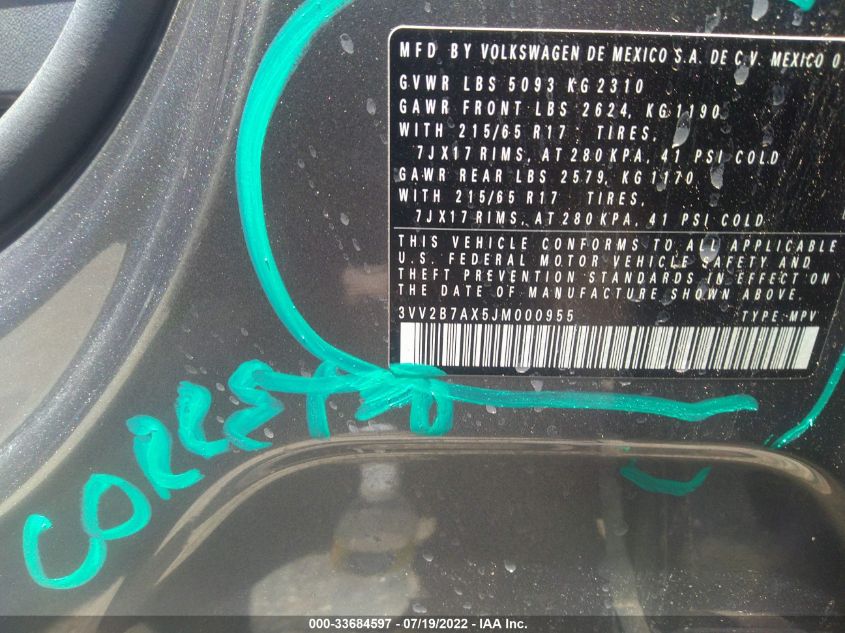 MFD BY VOLKSWAGEN DE MEXICO S.A. DE C.V. MEXICO 0
GVWR LBS 5093 KG 2310
GAWR FRONT LBS 2624, KG 1190
WITH 215/65 R17 TIRES,
7JX17 RIMS, AT 280 KPA, 41 PSI COLD
GAWR REAR LBS 2579, KG 1170
WITH 215/65 R17 TIRES,
7JX17 RIMS, AT 280 KPA, 41 PSI COLD
THIS VEHICLE CONFORMS TO ALL APPLICABLE
U.S. FEDERAL MOTOR VEHICLE SAFETY AND
THEFT PREVENTION STANDARDS IN EFFECT ON
THE DATE OF MANUFACTURE SHOWN ABOVE.
3VV2B7AX5JM000955 TYPE: MPV
000-33684597 - 07/19/2022 - IAA Inc.